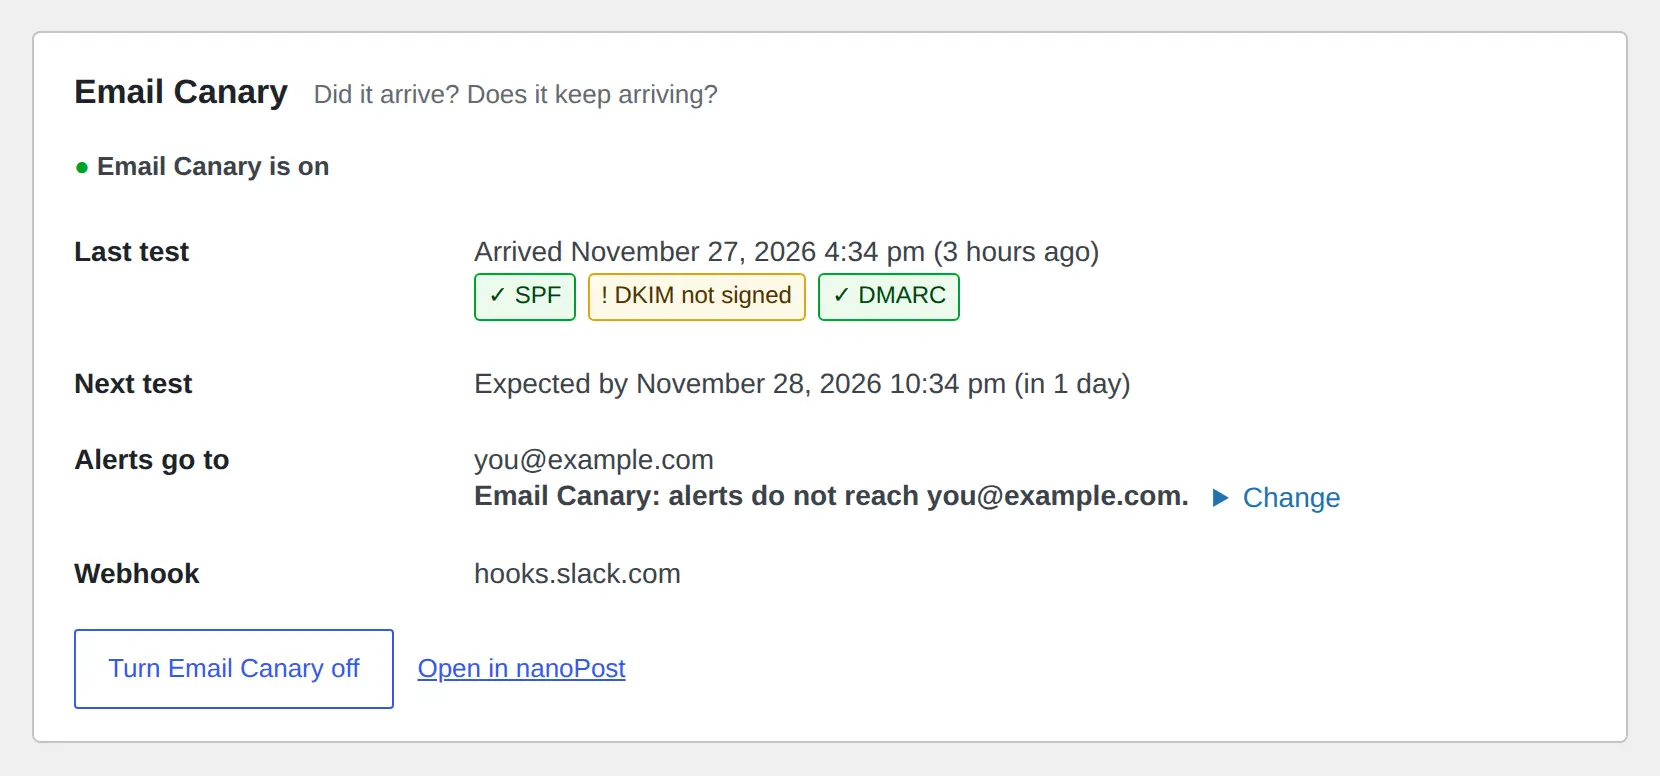 Email Canary Did it arrive? Does it keep arriving?
● Email Canary is on
Last test Arrived November 27, 2026 4:34 pm (3 hours ago)
✓ SPF ! DKIM not signed ✓ DMARC
Next test Expected by November 28, 2026 10:34 pm (in 1 day)
Alerts go to you@example.com
Email Canary: alerts do not reach you@example.com. ▶ Change
Webhook hooks.slack.com
Turn Email Canary off Open in nanoPost